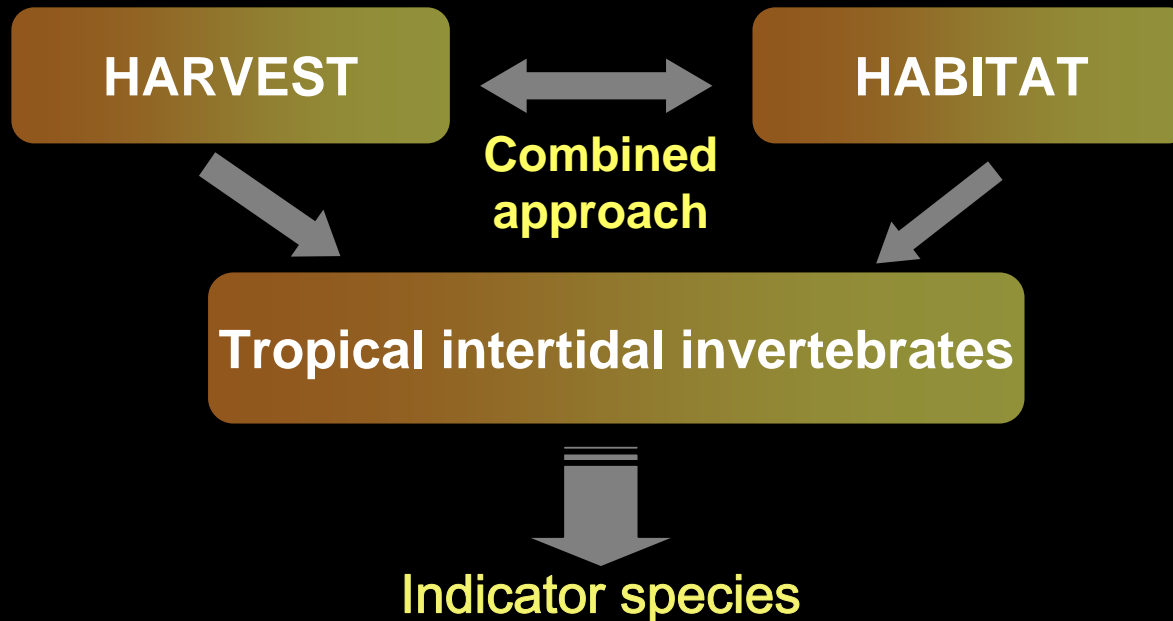 HARVEST
HABITAT
Combined
approach
Tropical intertidal invertebrates
Indicator species